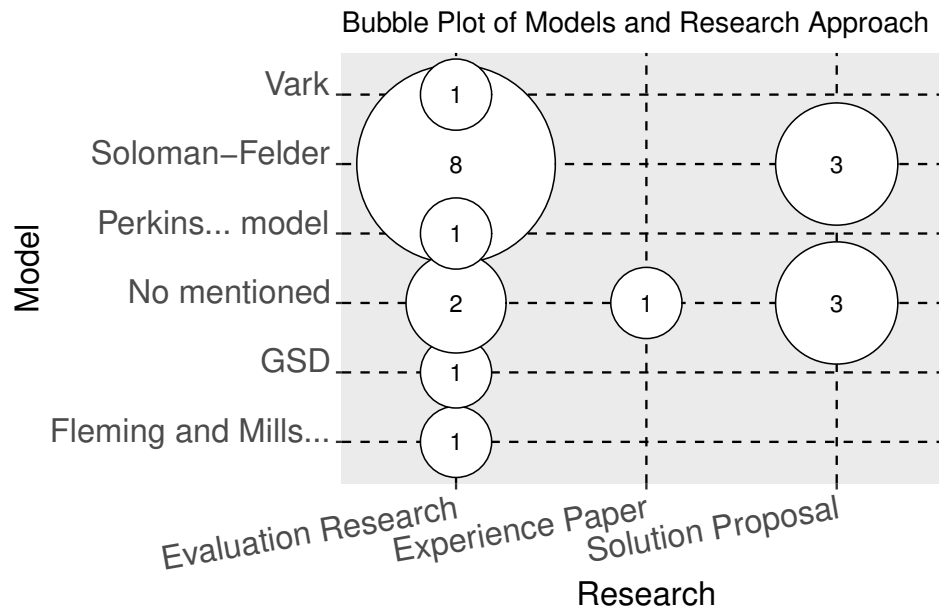 Bubble Plot of Models and Research Approach
Model
Vark
1
Soloman−Felder
8
3
Perkins... model
1
No mentioned
2
1
3
GSD
1
Fleming and Mills...
1
Evaluation Research
Experience Paper
Solution Proposal
Research